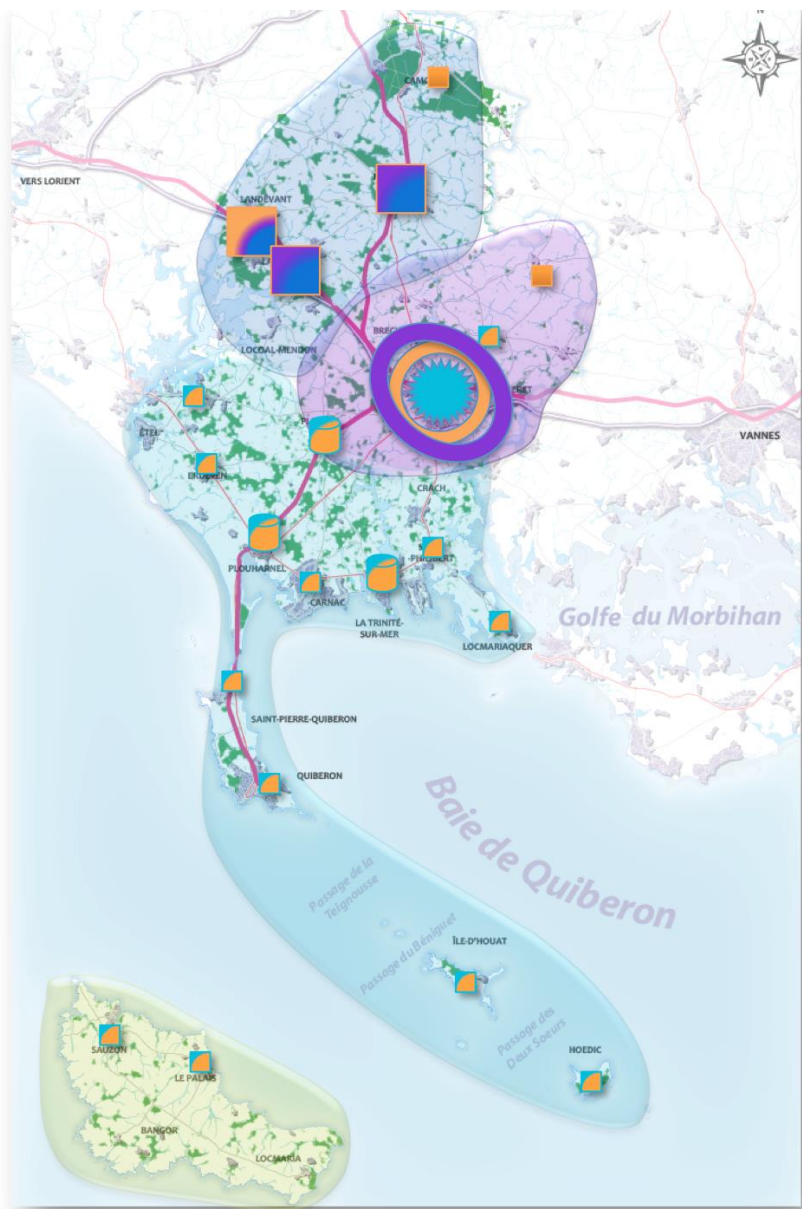 N
VERS LORIENT
LANDEVANT
LOCOAL-MENDON
VANNES
CRACH
PLOUHARNEL
CARNAC
LA TRINITÉ-
SUR-MER
LOCMARIAQUER
Golfe du Morbihan
SAINT-PIERRE-QUIBERON
QUIBERON
Baie de Quiberon
Passage de la
Teignousse
Passage du Béniguet
ÎLE-D'HOUAT
Passage des
Deux Soeurs
HOEDIC
SAUZON
LE PALAIS
BANGOR
LOCMARIA